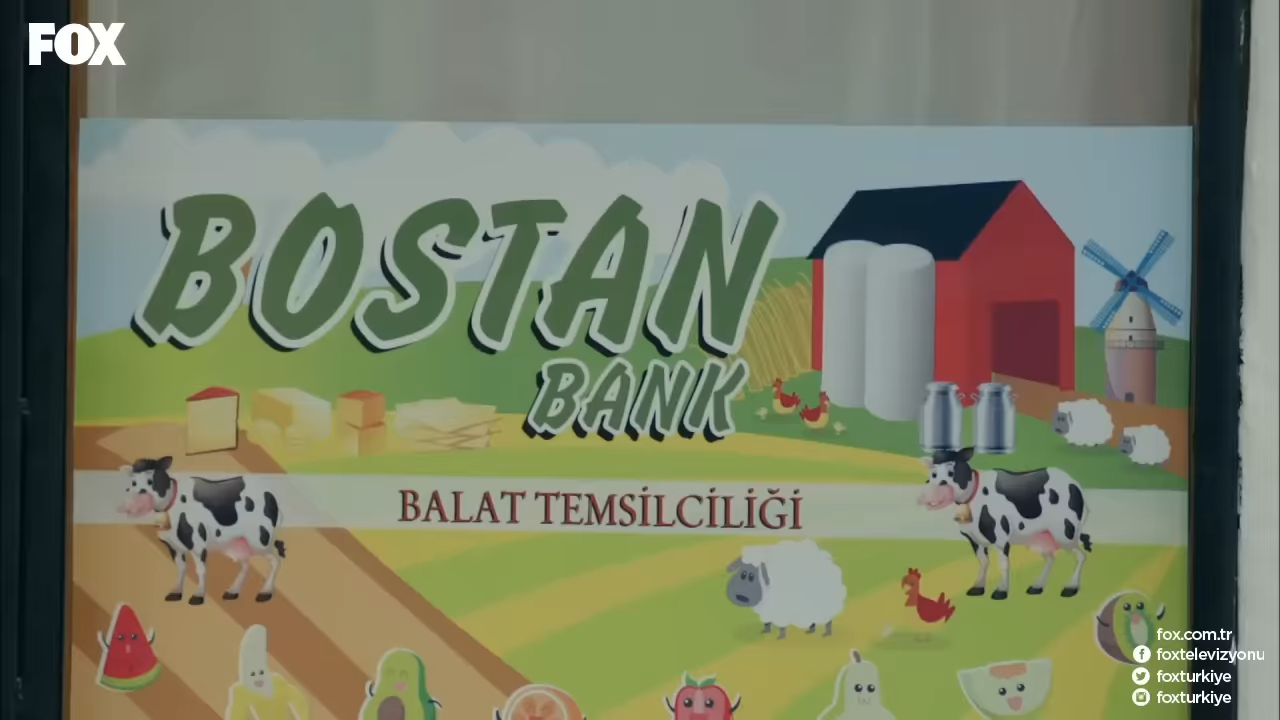 FOX
BOSTAN
BANK
BALAT TEMSİLCİLİĞİ
fox.com.tr
foxtelevizyonu
foxturkiye
foxturkiye